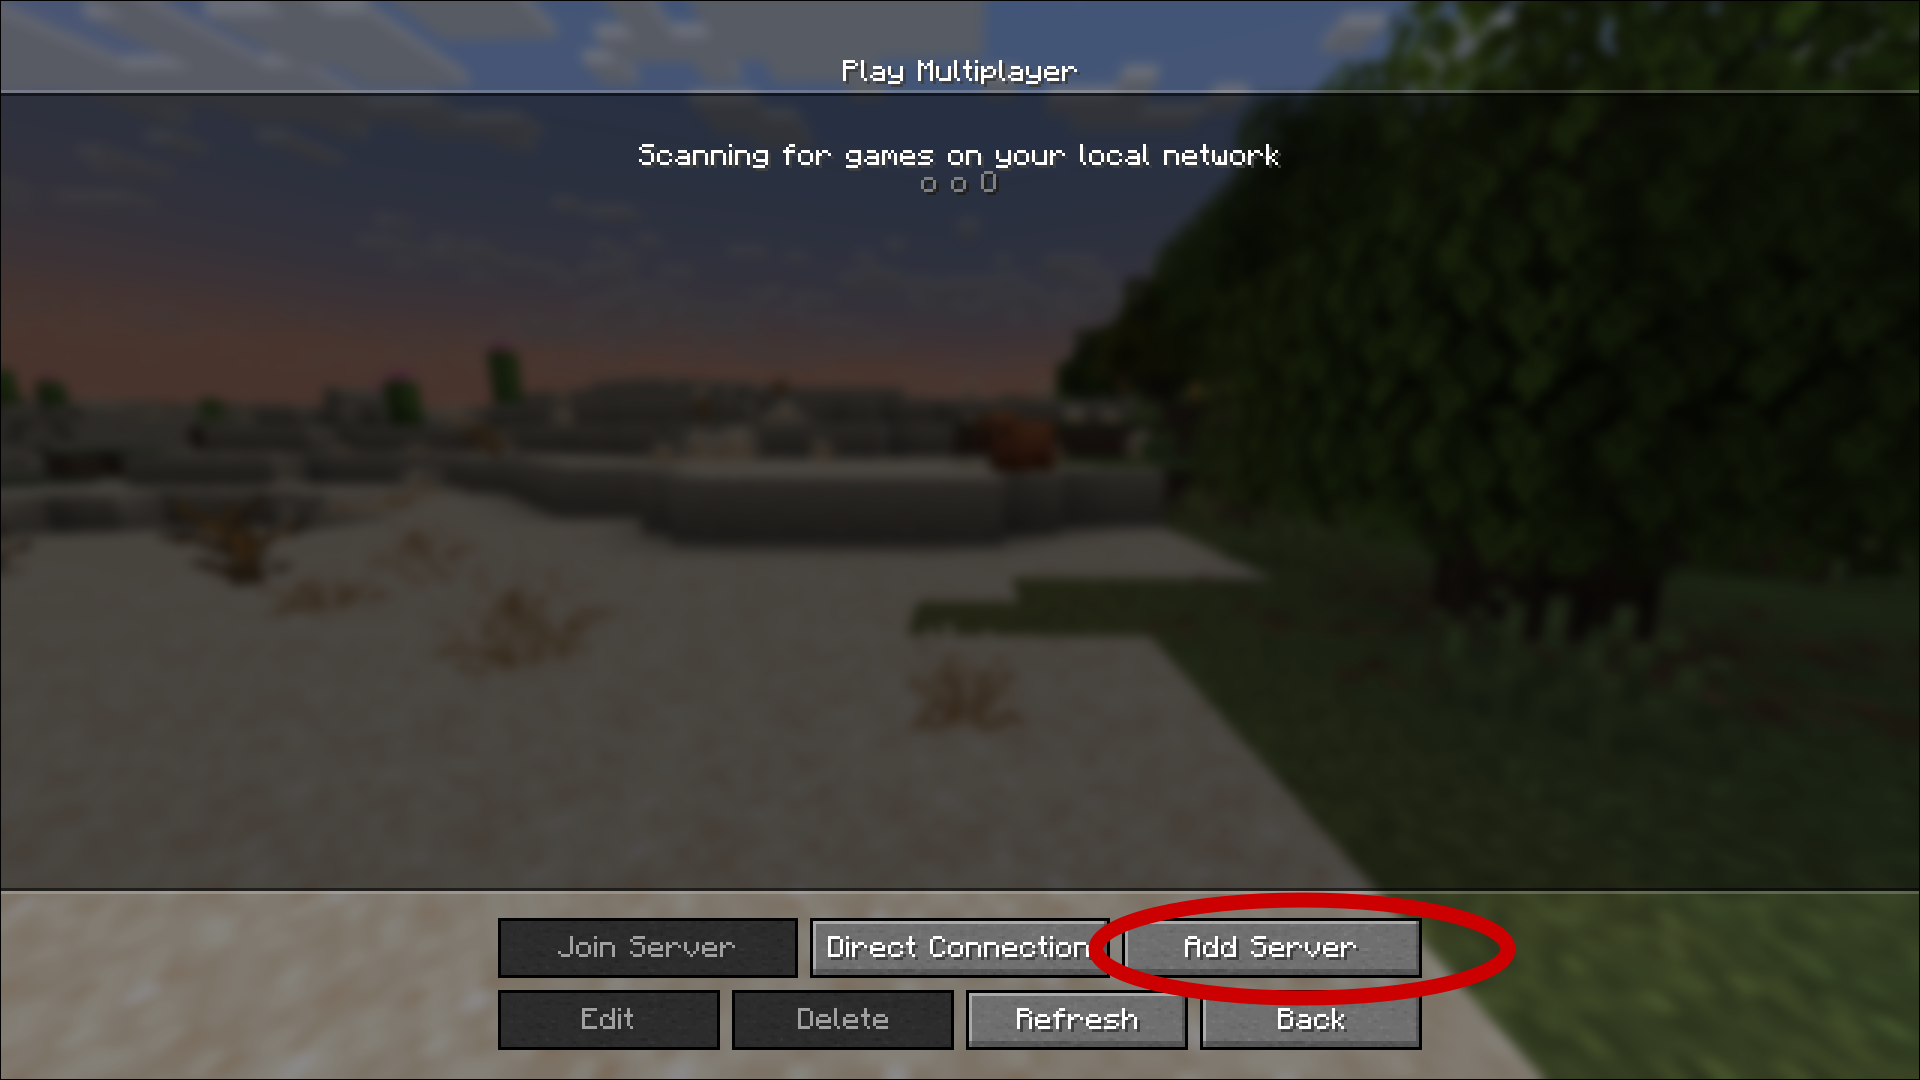 Play Multiplayer
Scanning for games on your local network
o o O
Join Server
Direct Connection
Add Server
Edit
Delete
Refresh
Back